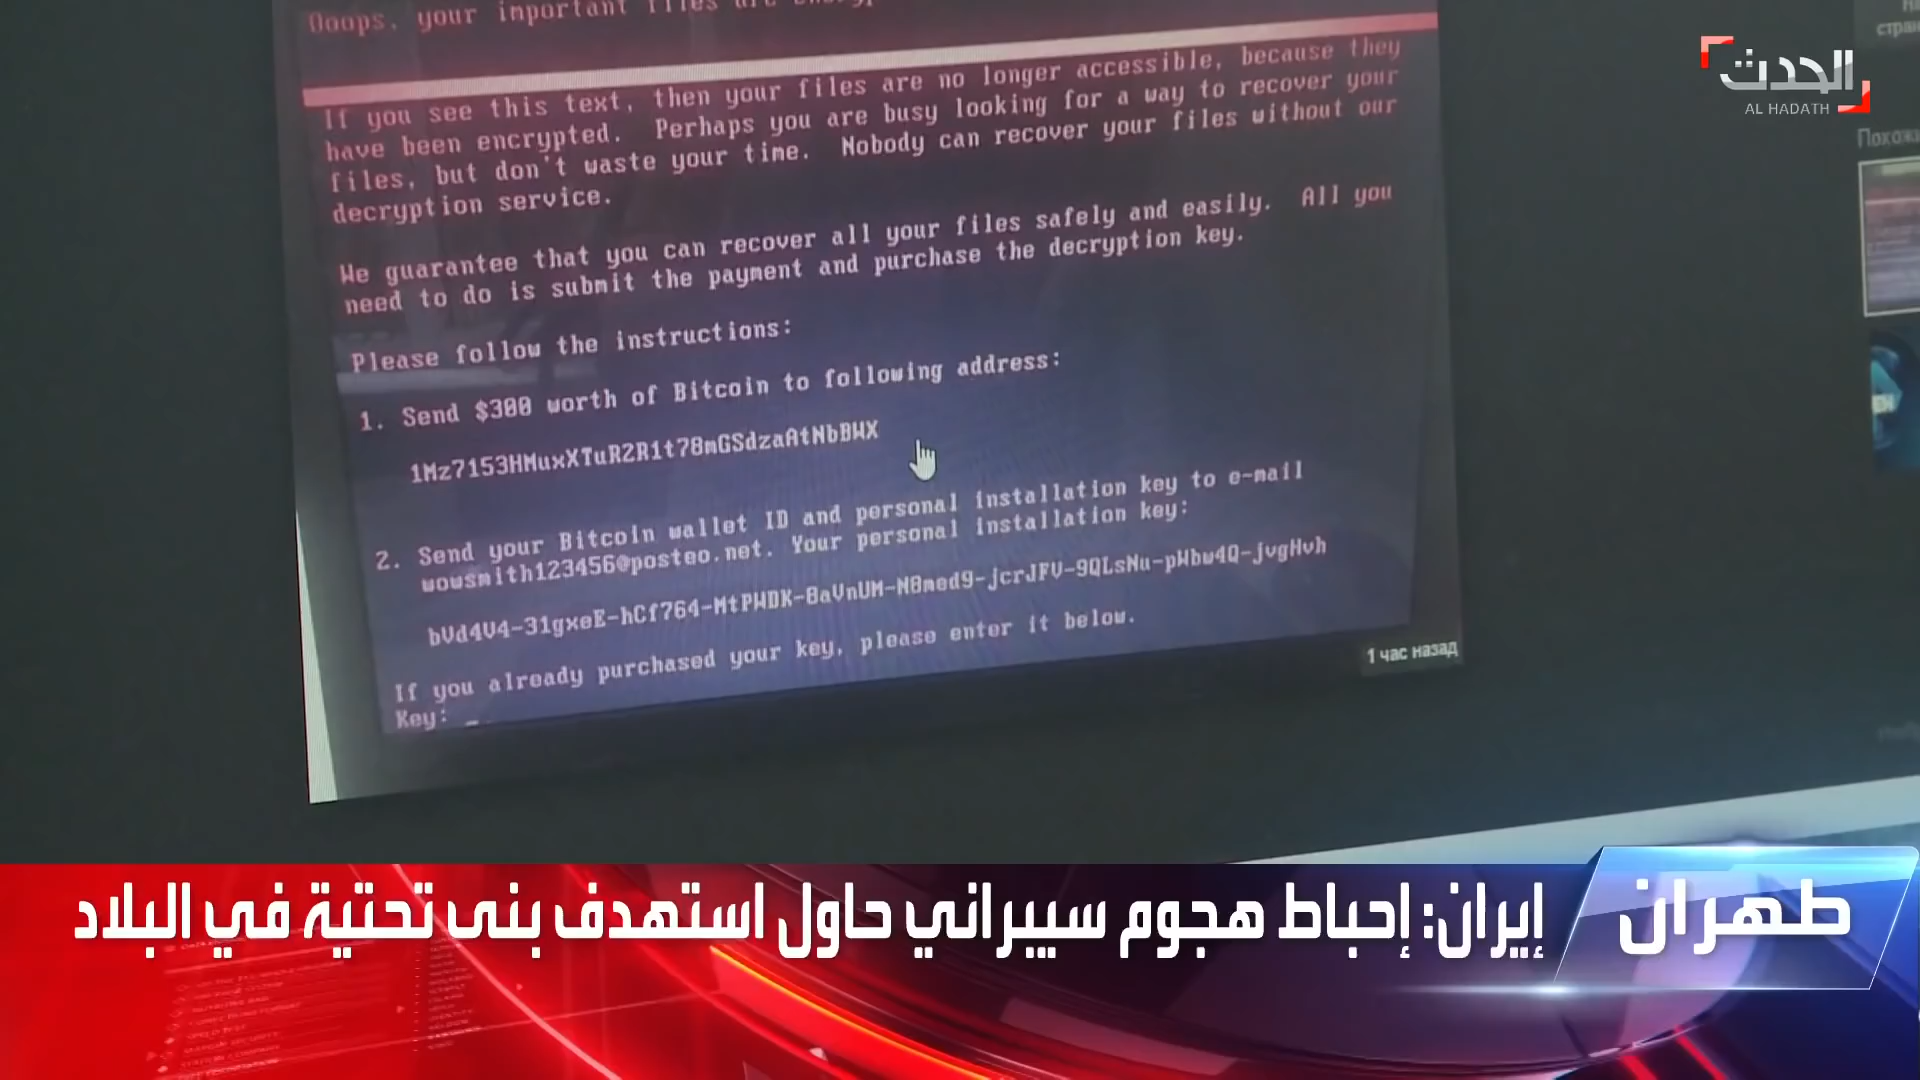 Ooops, your important files are
If you see this text, then your files are no longer accessible, because they
have been encrypted. Perhaps you are busy looking for a way to recover your
files, but don't waste your time. Nobody can recover your files without our
decryption service.
We guarantee that you can recover all your files safely and easily. All you
need to do is submit the payment and purchase the decryption key.
Please follow the instructions:
1. Send $300 worth of Bitcoin to following address:
1Mz7153HMuxXTuR2R1t78mGSdzaAtNbBWX
2. Send your Bitcoin wallet ID and personal installation key to e-mail
wowsmith123456@posteo.net. Your personal installation key:
bVd4V4-31gxeE-hCf764-MtPWDK-8aVnUM-N8med9-jcrJFV-9QLsNu-pWbw4Q-jvgHvh
If you already purchased your key, please enter it below.
Key: _
1 час назад
الحدث
AL HADATH
طهران
إيران: إحباط هجوم سيبراني حاول استهدف بنى تحتية في البلاد